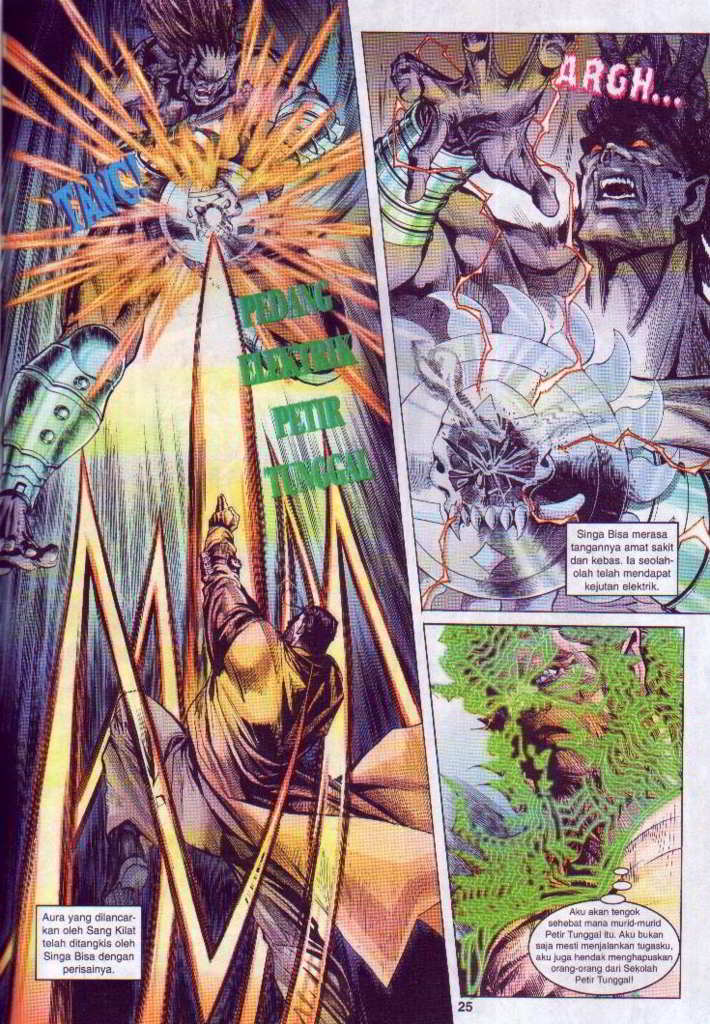 TANG!
PEDANG
ELEKTRIK
PETIR
TUNGGAL
Aura yang dilancar-
kan oleh Sang Kilat
telah ditangkis oleh
Singa Bisa dengan
perisainya.
ARGH...
Singa Bisa merasa
tangannya amat sakit
dan kebas. Ia seolah-
olah telah mendapat
kejutan elektrik.
Aku akan tengok
sehebat mana murid-murid
Petir Tunggal itu. Aku bukan
saja mesti menjalankan tugasku,
aku juga hendak menghapuskan
orang-orang dari Sekolah
Petir Tunggal!
25